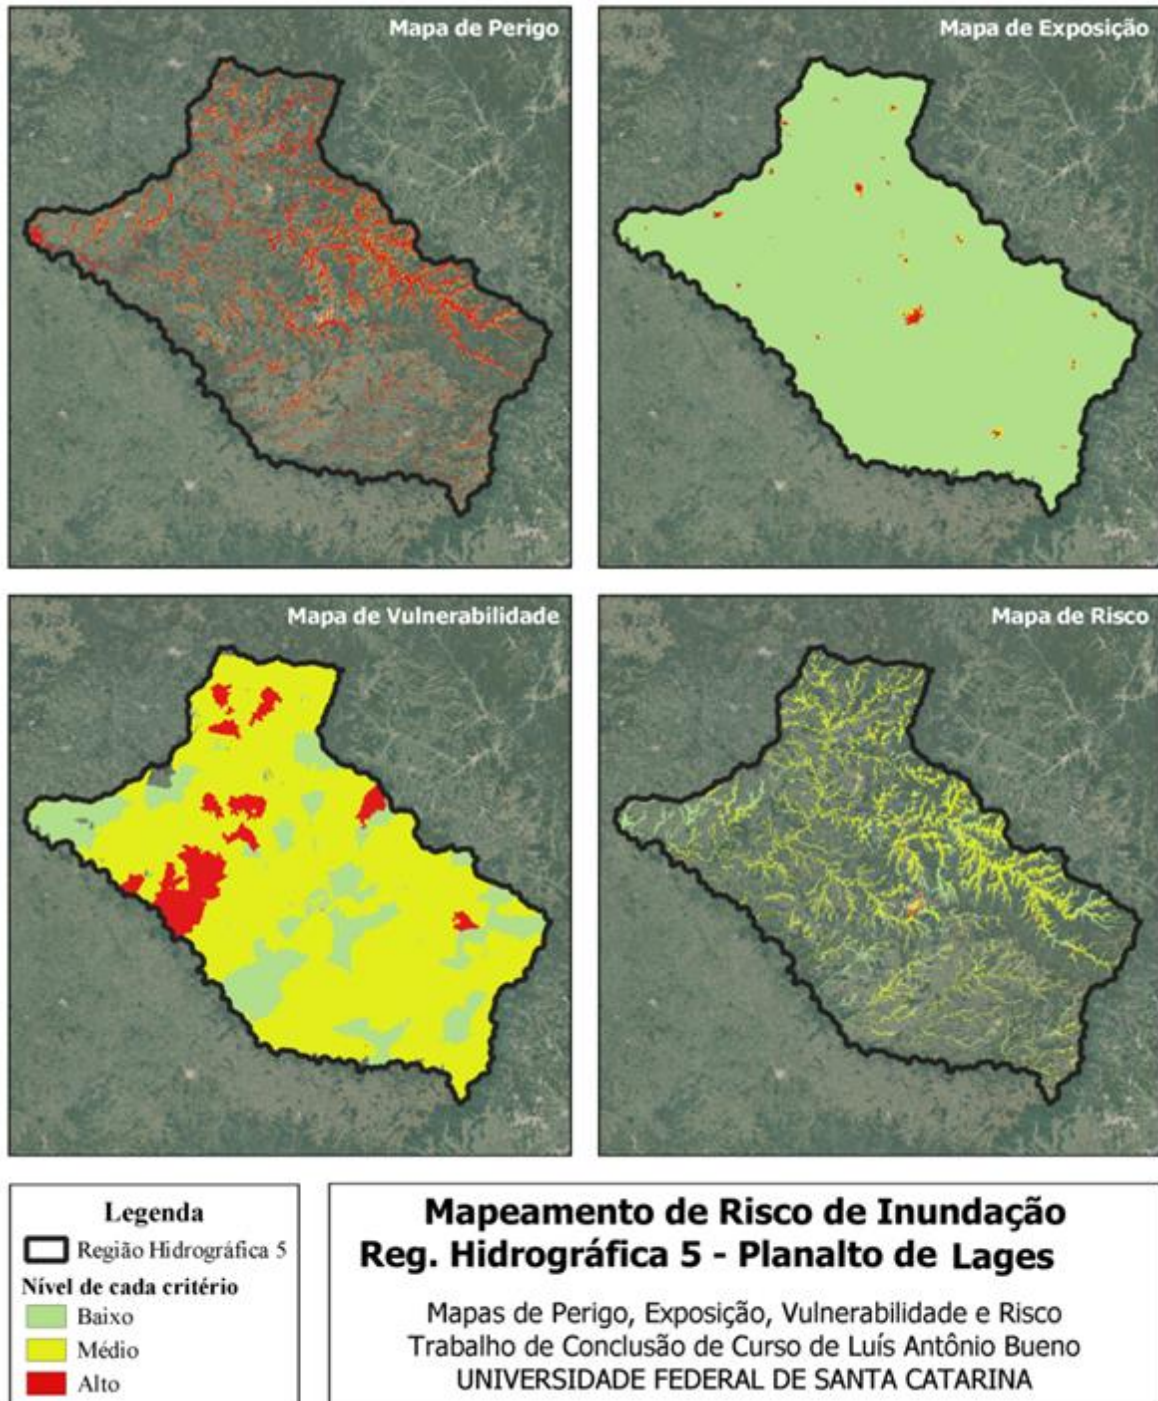 Mapa de Perigo
Mapa de Exposição
Mapa de Vulnerabilidade
Mapa de Risco
Legenda
Região Hidrográfica 5
Nível de cada critério
Baixo
Médio
Alto
Mapeamento de Risco de Inundação
Reg. Hidrográfica 5 - Planalto de Lages
Mapas de Perigo, Exposição, Vulnerabilidade e Risco
Trabalho de Conclusão de Curso de Luís Antônio Bueno
UNIVERSIDADE FEDERAL DE SANTA CATARINA